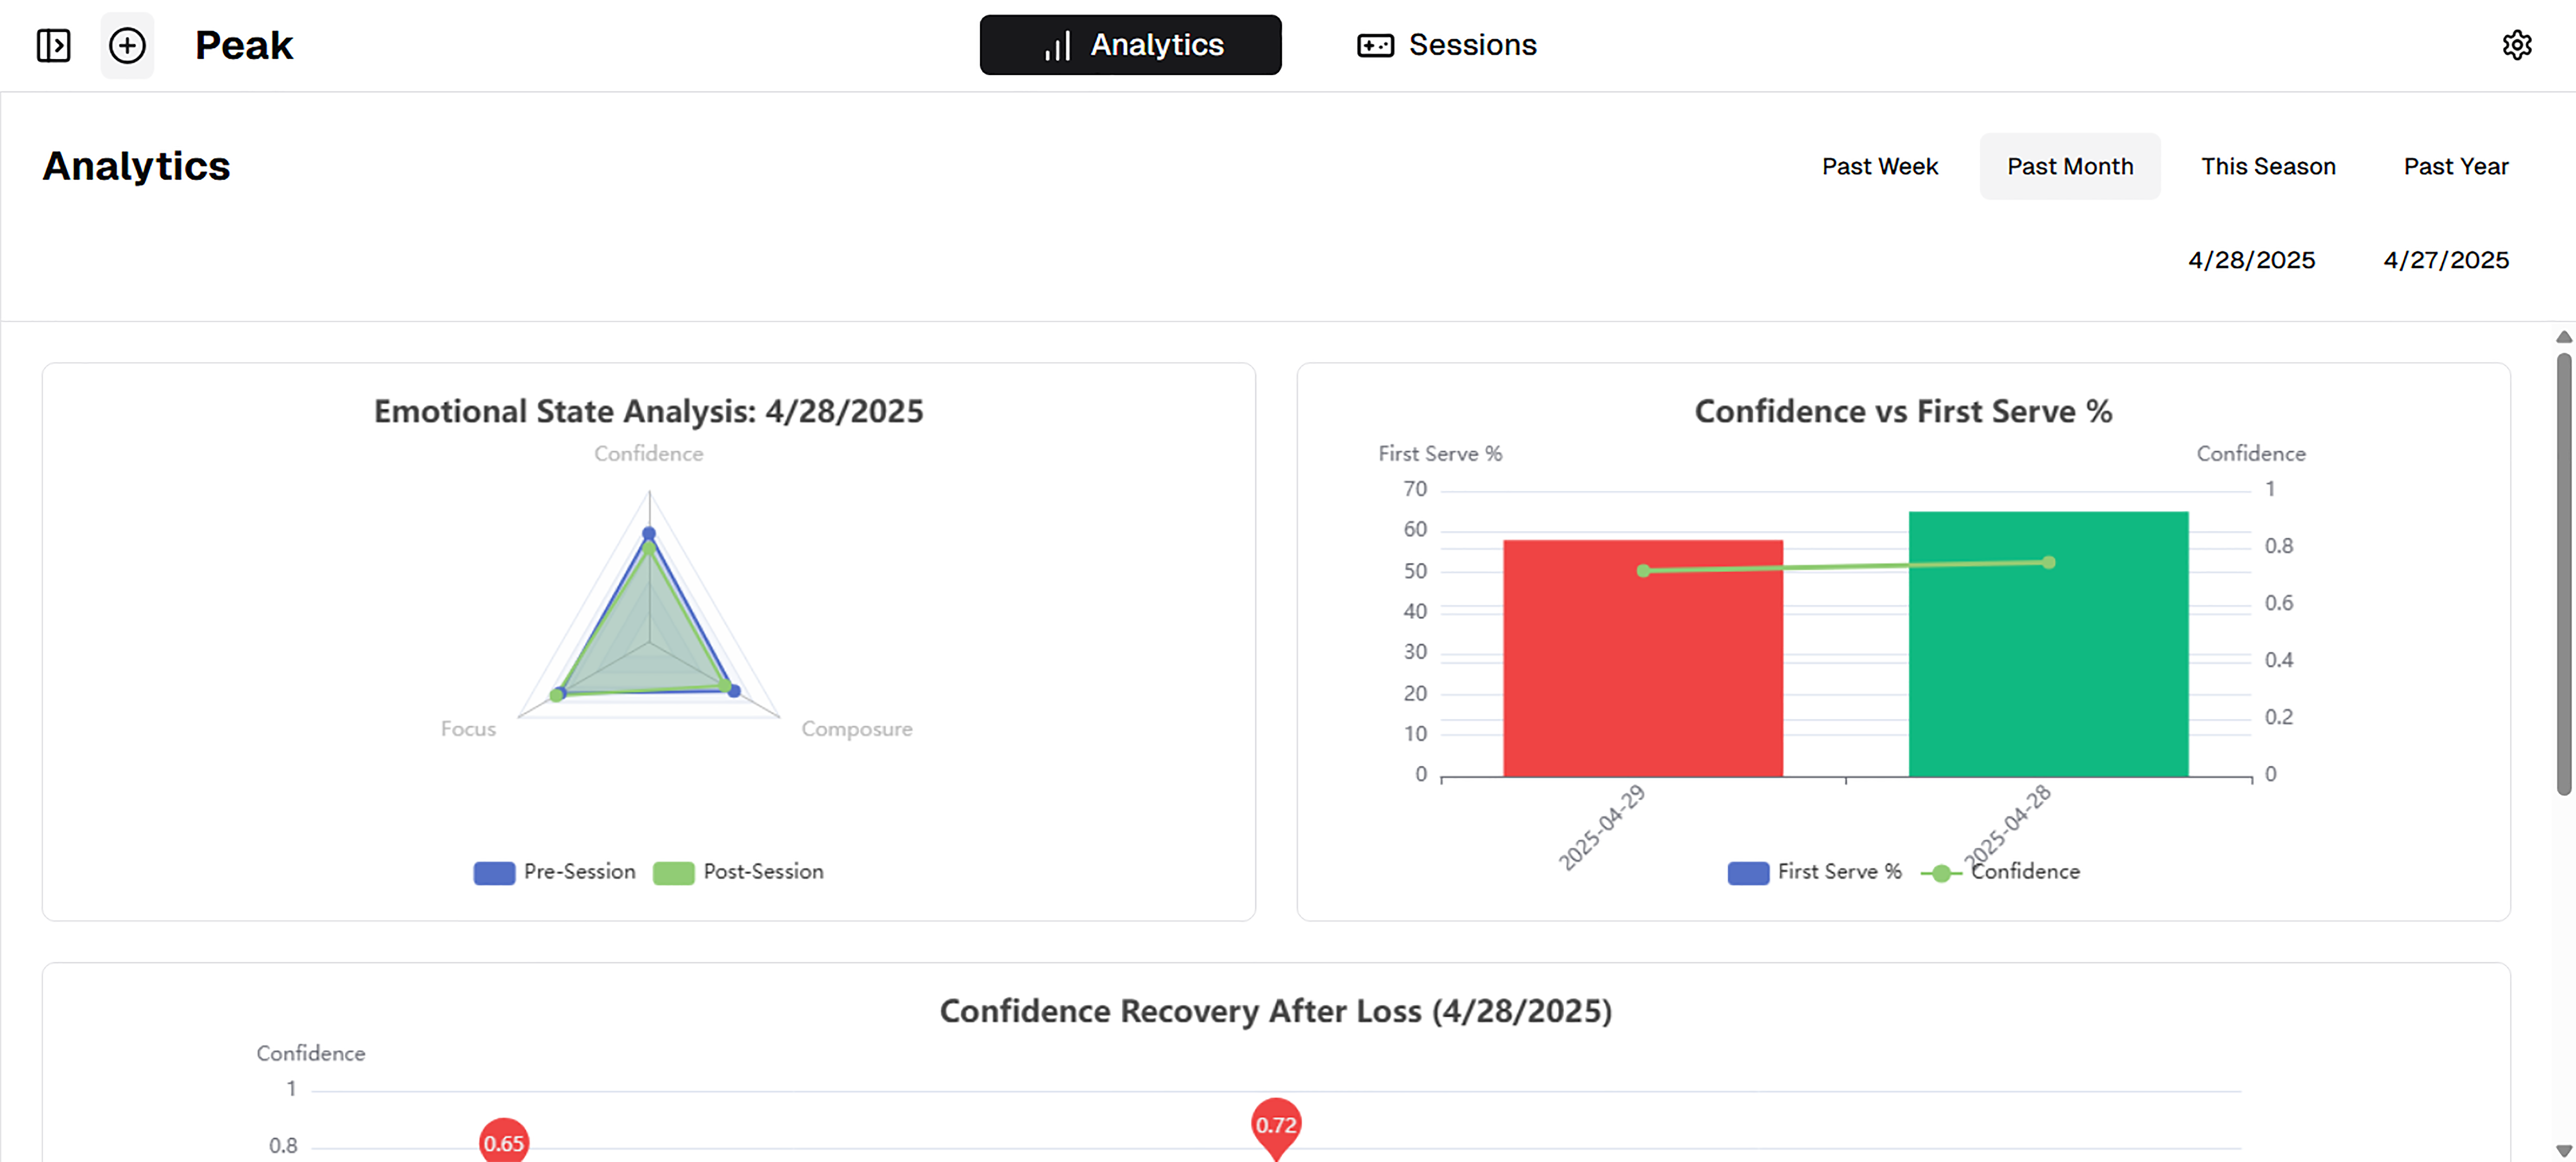 Peak
Analytics
Sessions
Analytics
Past Week
Past Month
This Season
Past Year
4/28/2025
4/27/2025
Emotional State Analysis: 4/28/2025
Confidence
Focus
Composure
Pre-Session
Post-Session
Confidence vs First Serve %
First Serve %
Confidence
70
60
50
40
30
20
10
0
1
0.8
0.6
0.4
0.2
0
2025-04-29
2025-04-28
First Serve %
Confidence
Confidence Recovery After Loss (4/28/2025)
Confidence
1
0.8
0.65
0.72